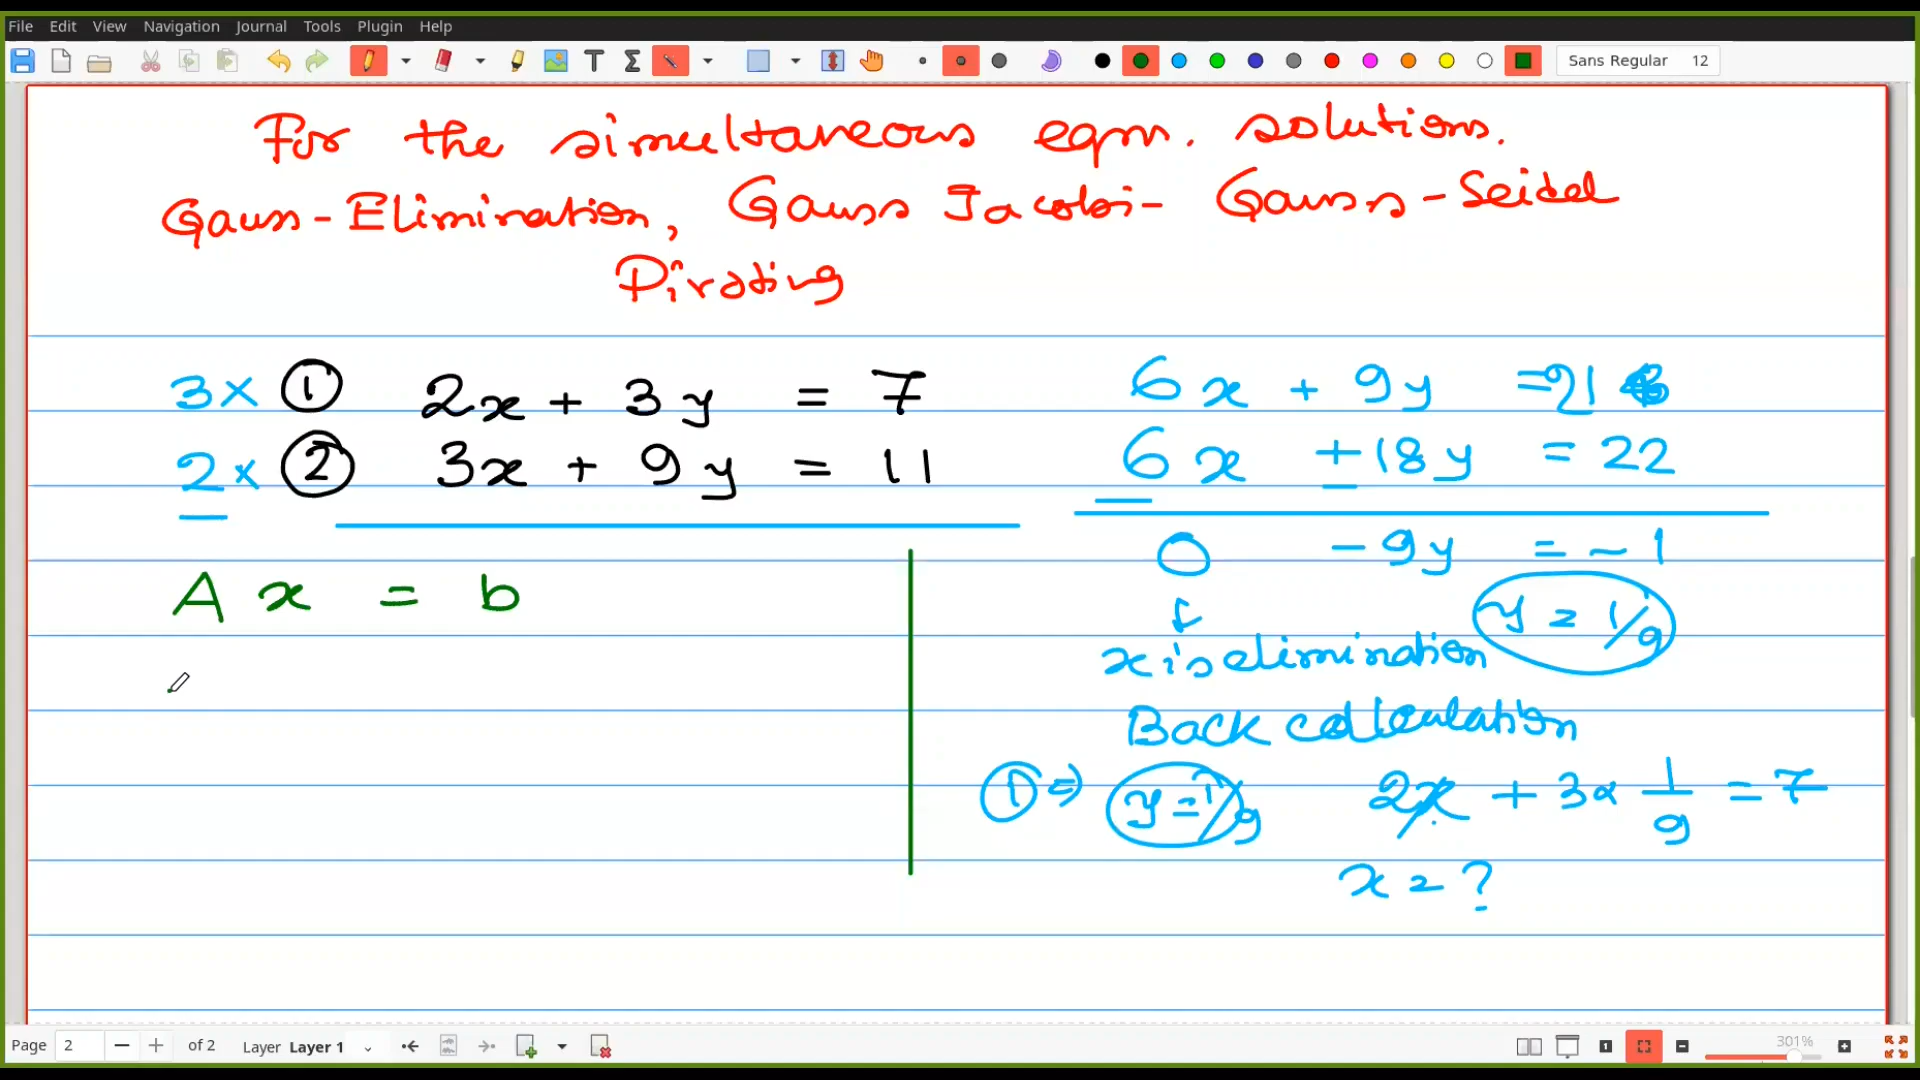 File Edit View Navigation Journal Tools Plugin Help
Sans Regular 12
For the simultaneous eqn. solutions.
Gauss-Elimination, Gauss Jacobi- Gauss-Seidel
Pivoting
3× ① 2x + 3y = 7
2× ② 3x + 9y = 11
A x = b
6x + 9y = 21
6x + 18y = 22
0 - 9y = - 1
y = 1/9
x is elimination
Back calculation
① ⇒ y = 1/9 2x + 3× 1/9 = 7
x = ?
Page 2 of 2 Layer Layer 1 301%